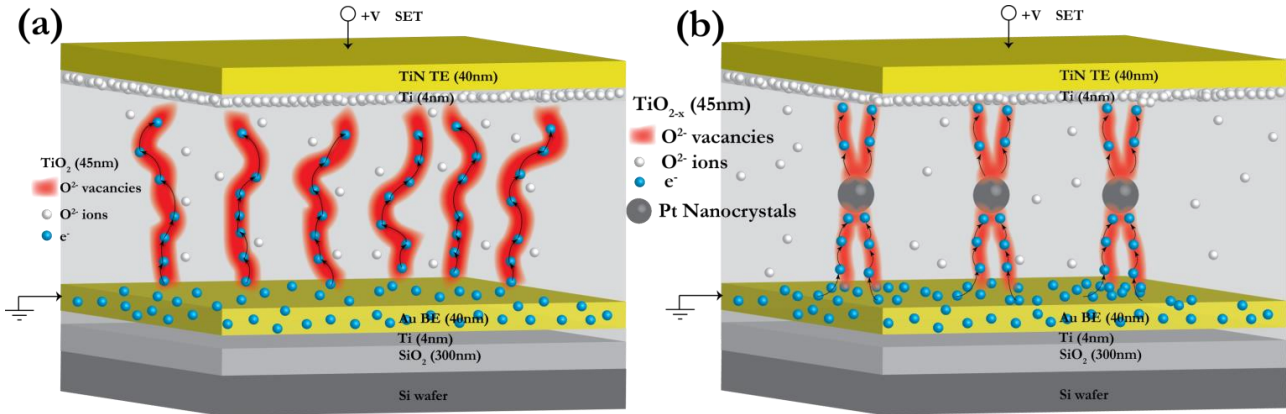 (a)
+V SET
TiN TE (40nm)
Ti (4nm)
TiO₂ (45nm)
O²⁻ vacancies
O²⁻ ions
e⁻
Au BE (40nm)
Ti (4nm)
SiO₂ (300nm)
Si wafer
(b)
+V SET
TiN TE (40nm)
Ti (4nm)
TiO₂₋ₓ (45nm)
O²⁻ vacancies
O²⁻ ions
e⁻
Pt Nanocrystals
Au BE (40nm)
Ti (4nm)
SiO₂ (300nm)
Si wafer